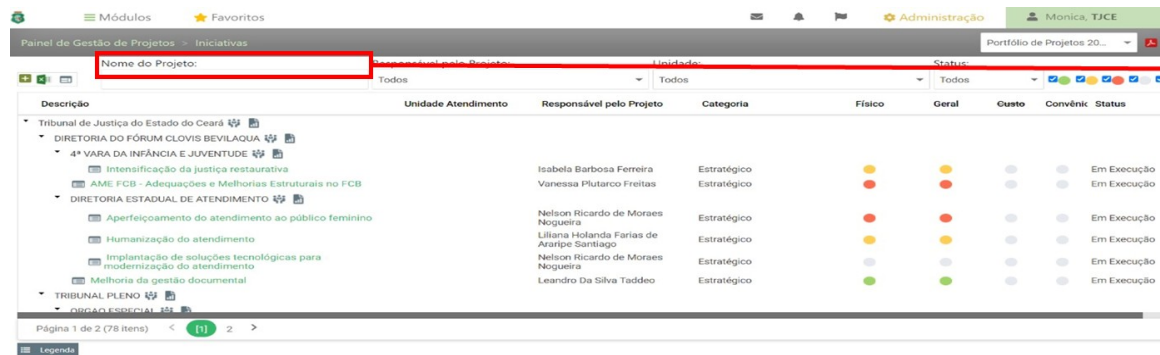 Módulos Favoritos Administração Monica, TJCE
Painel de Gestão de Projetos > Iniciativas Portfólio de Projetos 20...
Nome do Projeto: Responsável pelo Projeto: Unidade: Status:
Todos Todos Todos
Descrição Unidade Atendimento Responsável pelo Projeto Categoria Físico Geral Custo Convênic Status
Tribunal de Justiça do Estado do Ceará
DIRETORIA DO FÓRUM CLOVIS BEVILAQUA
4ª VARA DA INFÂNCIA E JUVENTUDE
Intensificação da justiça restaurativa Isabela Barbosa Ferreira Estratégico Em Execução
AME FCB - Adequações e Melhorias Estruturais no FCB Vanessa Plutarco Freitas Estratégico Em Execução
DIRETORIA ESTADUAL DE ATENDIMENTO
Aperfeiçoamento do atendimento ao público feminino Nelson Ricardo de Moraes Nogueira Estratégico Em Execução
Humanização do atendimento Liliana Holanda Farias de Araripe Santiago Estratégico Em Execução
Implantação de soluções tecnológicas para modernização do atendimento Nelson Ricardo de Moraes Nogueira Estratégico Em Execução
Melhoria da gestão documental Leandro Da Silva Taddeo Estratégico Em Execução
TRIBUNAL PLENO
ORGAO ESPECIAL
Página 1 de 2 (78 itens) < [1] 2 >
Legenda